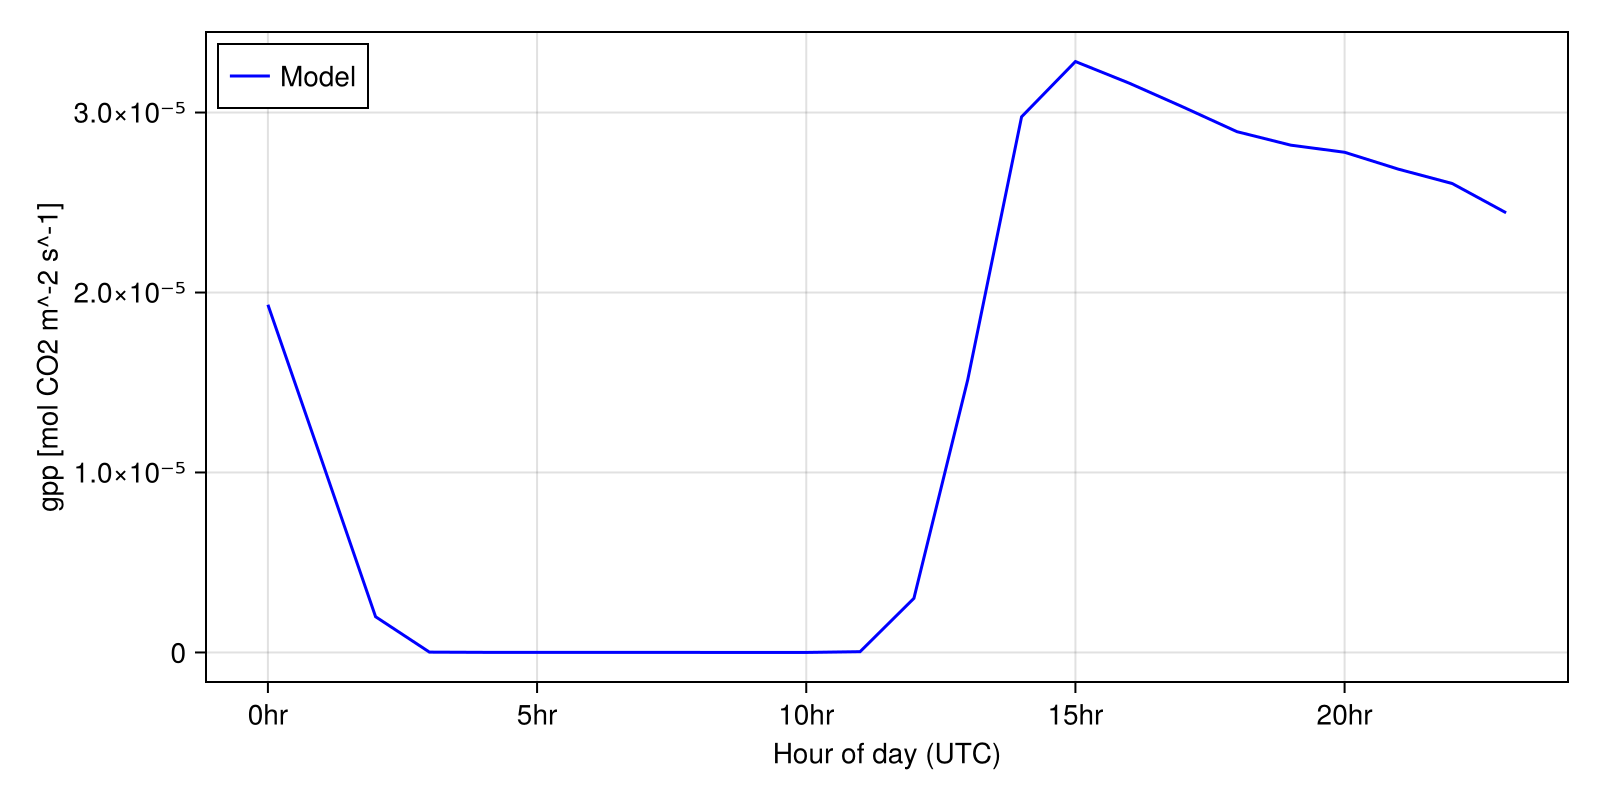 Model
3.0×10⁻⁵
2.0×10⁻⁵
1.0×10⁻⁵
0
gpp [mol CO2 m^-2 s^-1]
0hr 5hr 10hr 15hr 20hr
Hour of day (UTC)